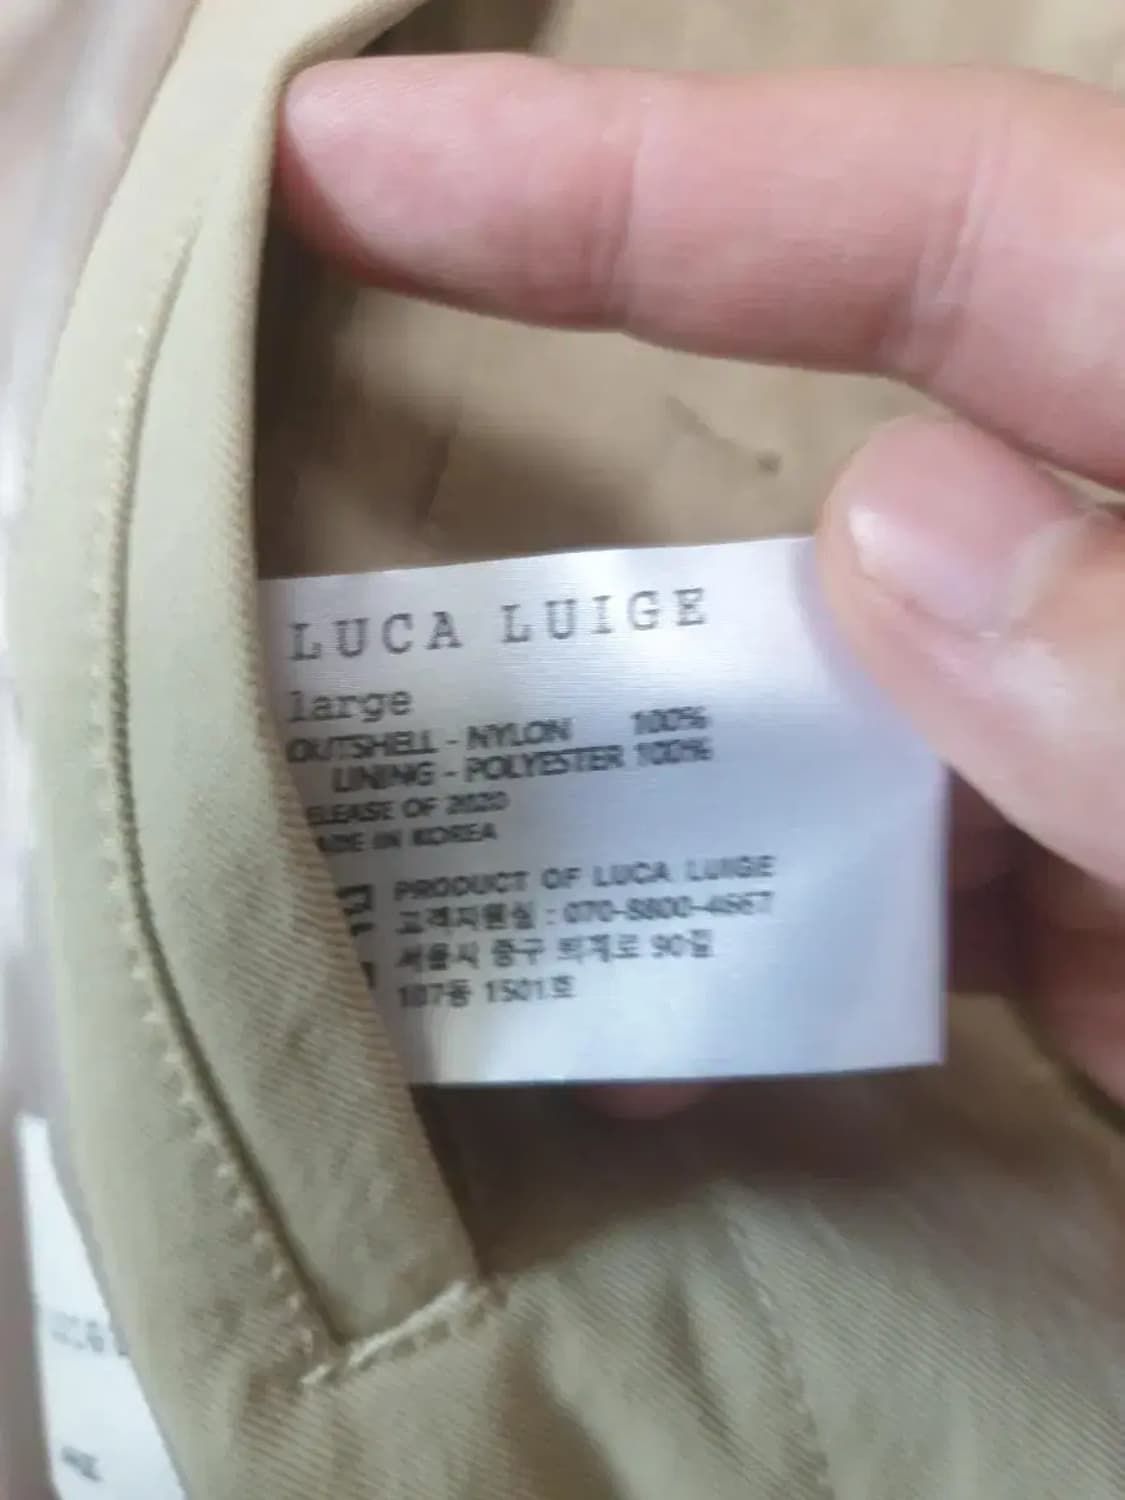 LUCA LUIGE
large
OUTSHELL - NYLON 100%
LINING - POLYESTER 100%
ELEASE OF 2020
ADE IN KOREA
PRODUCT OF LUCA LUIGE
고객지원실 : 070-8800-4667
서울시 중구 퇴계로 90길
107동 1501호